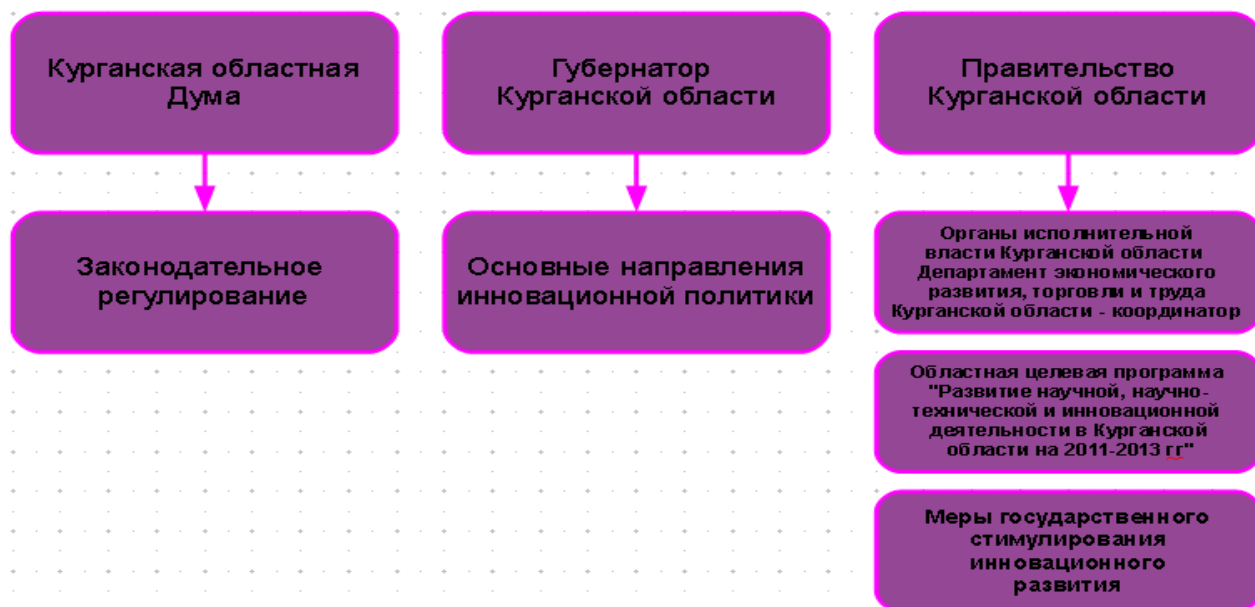 Курганская областная
Дума
Губернатор
Курганской области
Правительство
Курганской области
Законодательное
регулирование
Основные направления
инновационной политики
Органы исполнительной
власти Курганской области
Департамент экономического
развития, торговли и труда
Курганской области - координатор
Областная целевая программа
"Развитие научной, научно-
технической и инновационной
деятельности в Курганской
области на 2011-2013 гг"
Меры государственного
стимулирования
инновационного
развития